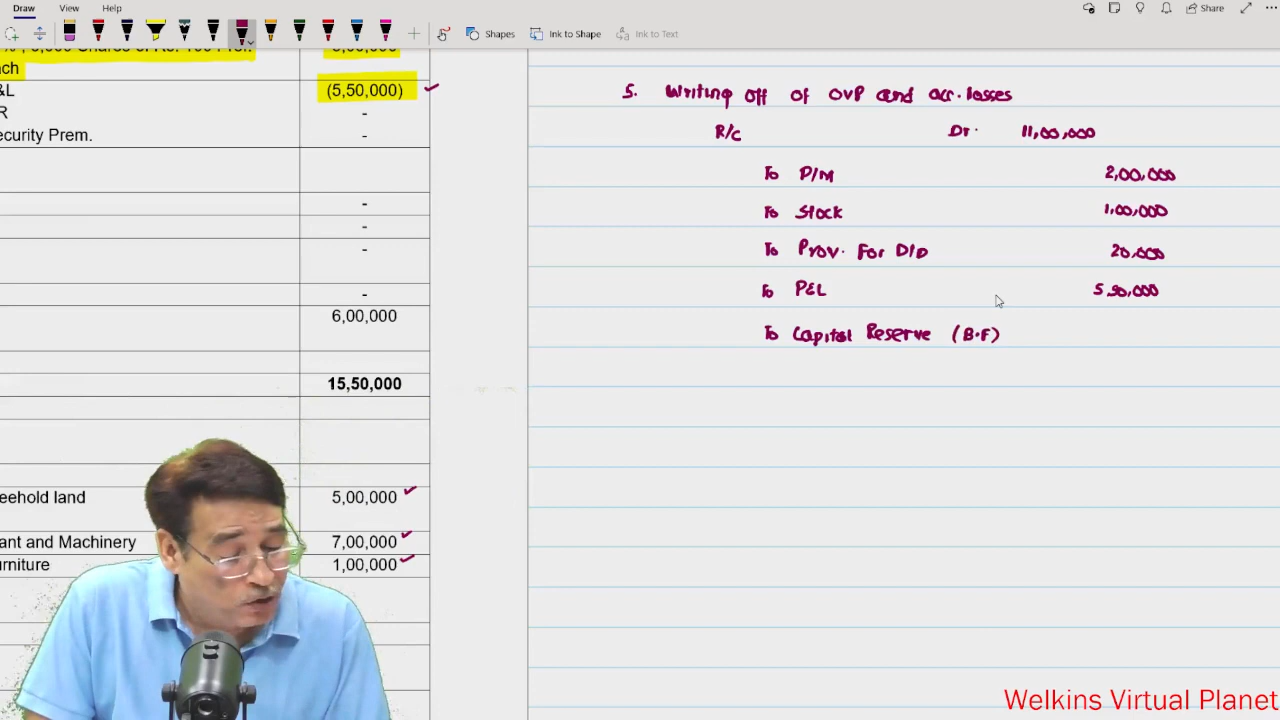 Draw View Help
Share
Shapes Ink to Shape Ink to Text
ach
(5,50,000)
-
ecurity Prem. -
-
-
-
-
6,00,000
15,50,000
eehold land 5,00,000
ant and Machinery 7,00,000
urniture 1,00,000
5. Writing off of OVP and acc. losses
R/C Dr. 11,00,000
To P/M 2,00,000
To Stock 1,00,000
To Prov. For D/D 20,000
To P&L 5,50,000
To Capital Reserve (B.F)
Welkins Virtual Planet